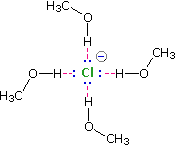 H₃C O
H ⊖
H₃C O H : Cl : H O CH₃
H
O CH₃